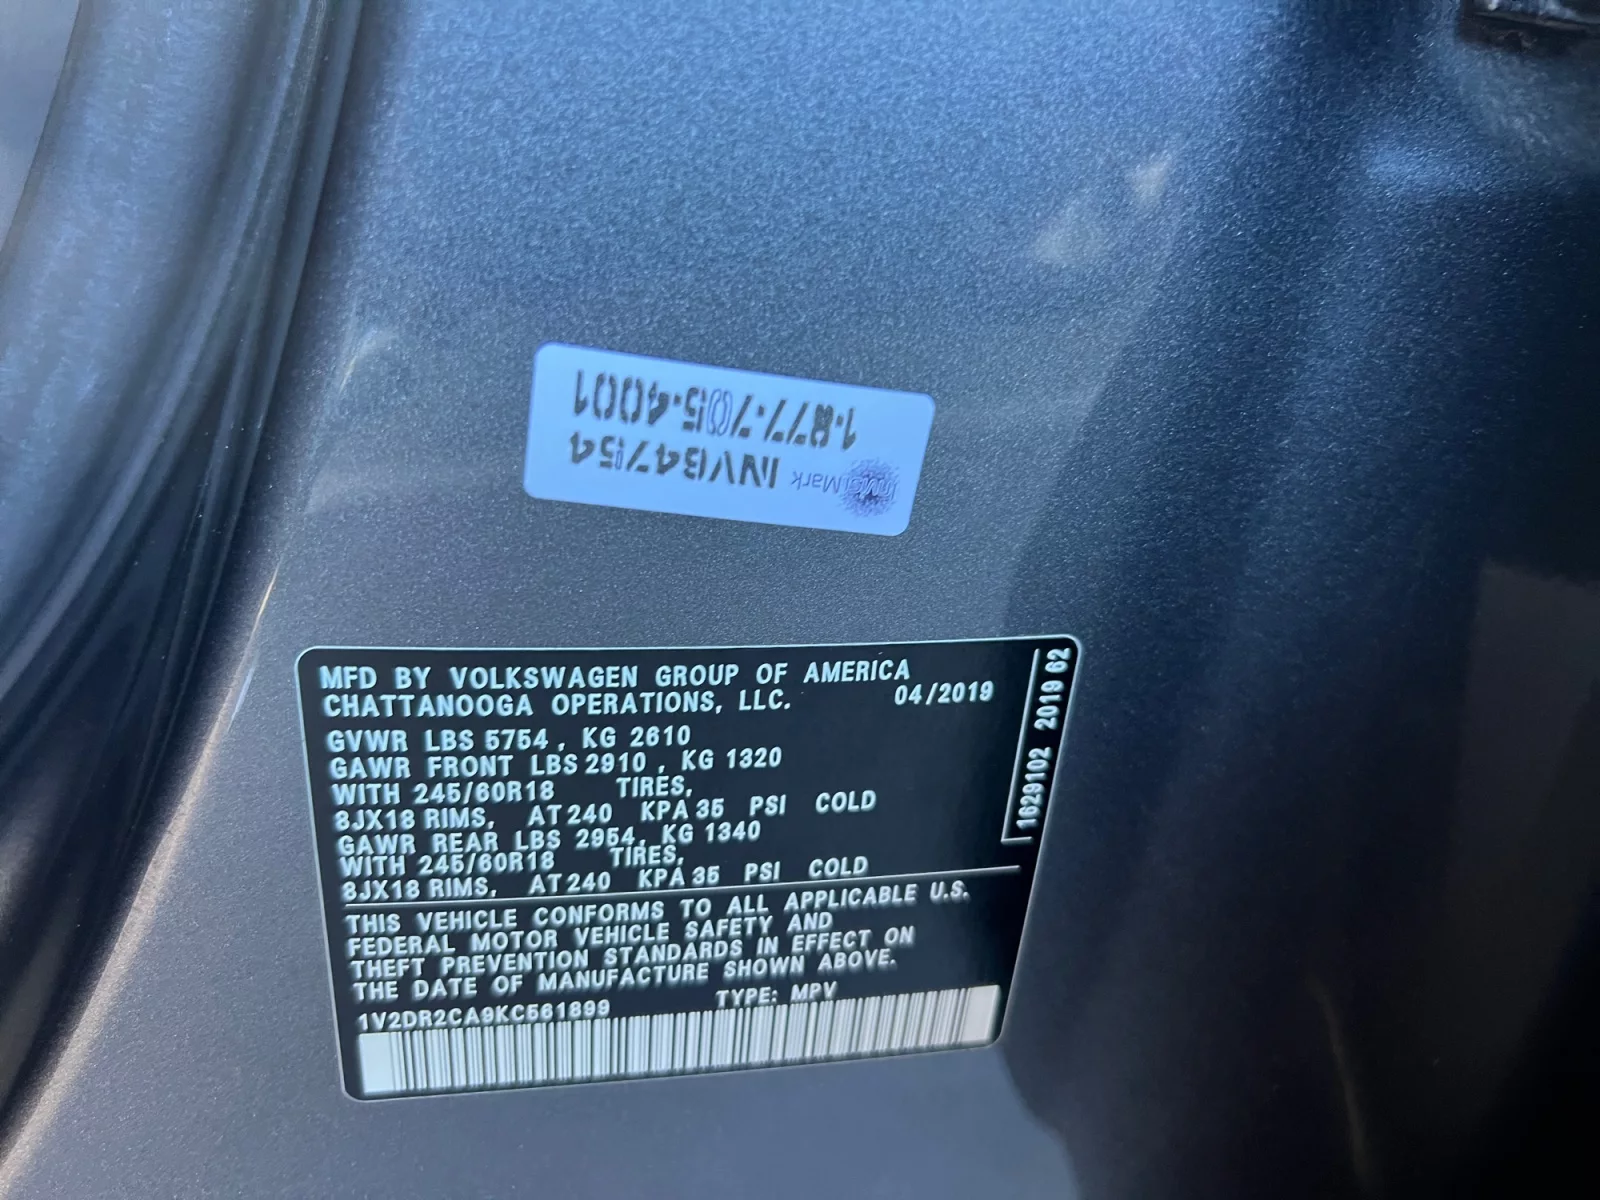 InVisiMark INVB4754
1-877-705-4001
MFD BY VOLKSWAGEN GROUP OF AMERICA
CHATTANOOGA OPERATIONS, LLC. 04/2019
GVWR LBS 5754, KG 2610
GAWR FRONT LBS 2910, KG 1320
WITH 245/60R18 TIRES,
8JX18 RIMS, AT 240 KPA 35 PSI COLD
GAWR REAR LBS 2954, KG 1340
WITH 245/60R18 TIRES,
8JX18 RIMS, AT 240 KPA 35 PSI COLD
THIS VEHICLE CONFORMS TO ALL APPLICABLE U.S.
FEDERAL MOTOR VEHICLE SAFETY AND
THEFT PREVENTION STANDARDS IN EFFECT ON
THE DATE OF MANUFACTURE SHOWN ABOVE.
1V2DR2CA9KC561899 TYPE: MPV
1629102 2019 62